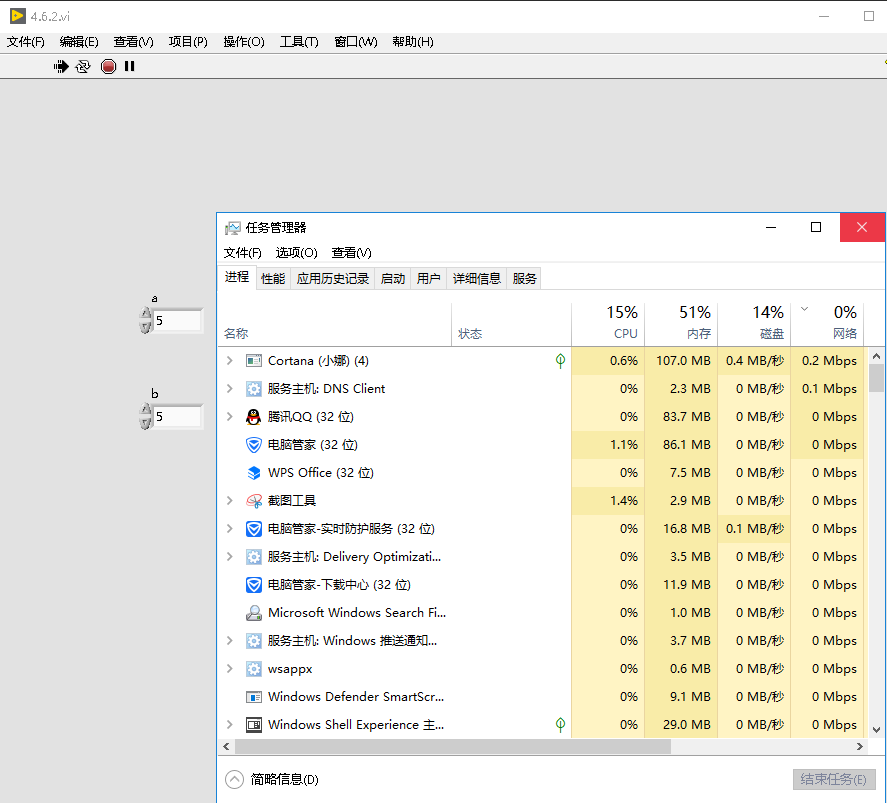 4.6.2.vi
文件(F) 编辑(E) 查看(V) 项目(P) 操作(O) 工具(T) 窗口(W) 帮助(H)
任务管理器
文件(F) 选项(O) 查看(V)
进程 性能 应用历史记录 启动 用户 详细信息 服务
15% 51% 14% 0%
名称 状态 CPU 内存 磁盘 网络
Cortana (小娜) (4) 0.6% 107.0 MB 0.4 MB/秒 0.2 Mbps
服务主机: DNS Client 0% 2.3 MB 0 MB/秒 0.1 Mbps
腾讯QQ (32 位) 0% 83.7 MB 0 MB/秒 0 Mbps
电脑管家 (32 位) 1.1% 86.1 MB 0 MB/秒 0 Mbps
WPS Office (32 位) 0% 7.5 MB 0 MB/秒 0 Mbps
截图工具 1.4% 2.9 MB 0 MB/秒 0 Mbps
电脑管家-实时防护服务 (32 位) 0% 16.8 MB 0.1 MB/秒 0 Mbps
服务主机: Delivery Optimizati... 0% 3.5 MB 0 MB/秒 0 Mbps
电脑管家-下载中心 (32 位) 0% 11.9 MB 0 MB/秒 0 Mbps
Microsoft Windows Search Fi... 0% 1.0 MB 0 MB/秒 0 Mbps
服务主机: Windows 推送通知... 0% 3.7 MB 0 MB/秒 0 Mbps
wsappx 0% 0.6 MB 0 MB/秒 0 Mbps
Windows Defender SmartScr... 0% 9.1 MB 0 MB/秒 0 Mbps
Windows Shell Experience 主... 0% 29.0 MB 0 MB/秒 0 Mbps
简略信息(D) 结束任务(E)
a
5
b
5